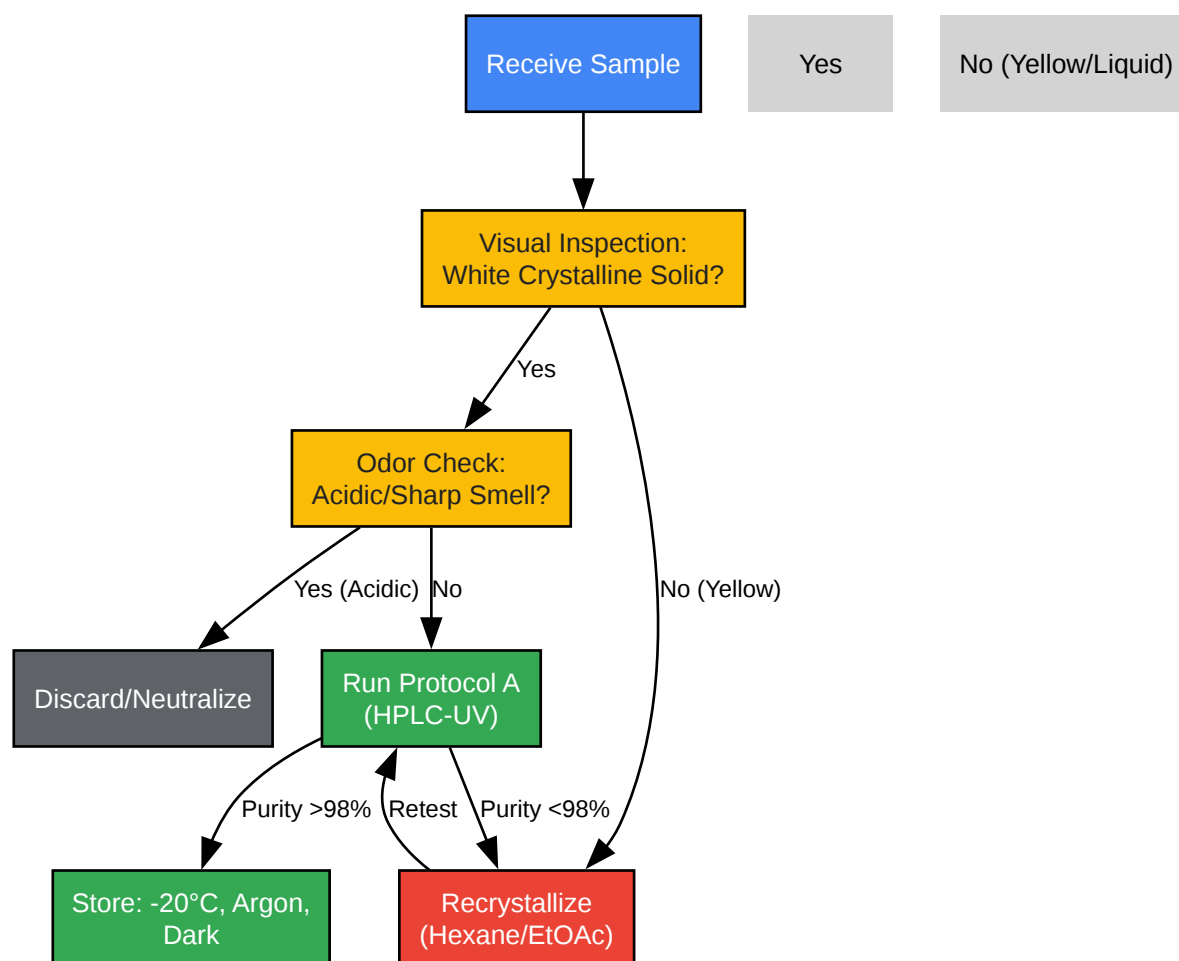 Receive Sample
Yes
No (Yellow/Liquid)
Visual Inspection:
White Crystalline Solid?
Yes
Odor Check:
Acidic/Sharp Smell?
Yes (Acidic)
No
No (Yellow)
Discard/Neutralize
Run Protocol A
(HPLC-UV)
Purity >98%
Retest
Purity <98%
Store: -20°C, Argon,
Dark
Recrystallize
(Hexane/EtOAc)